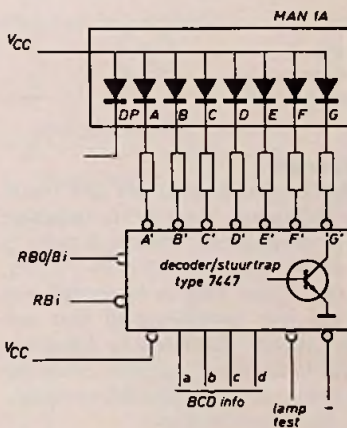 MAN 1A
VCC
DP A B C D E F G
A' B' C' D' E' F' G'
RBO/Bi
decoder/stuurtrap
type 7447
RBi
VCC
a b c d
BCD info
lamp
test